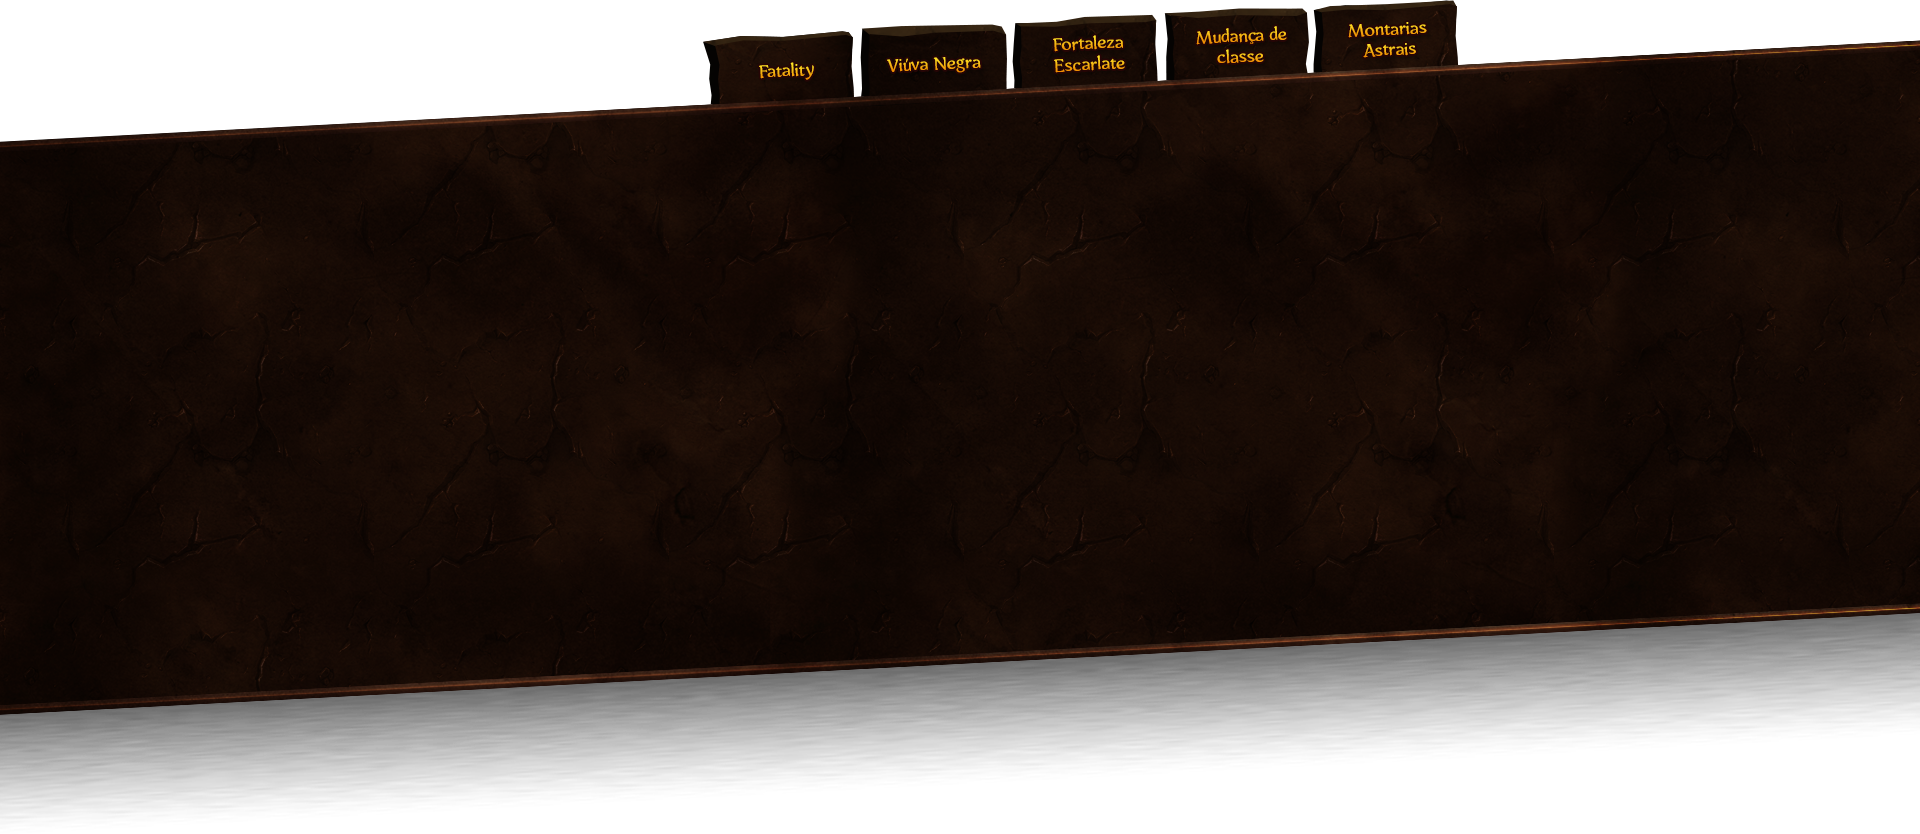 Fatality
Viúva Negra
Fortaleza
Escarlate
Mudança de
classe
Montarias
Astrais